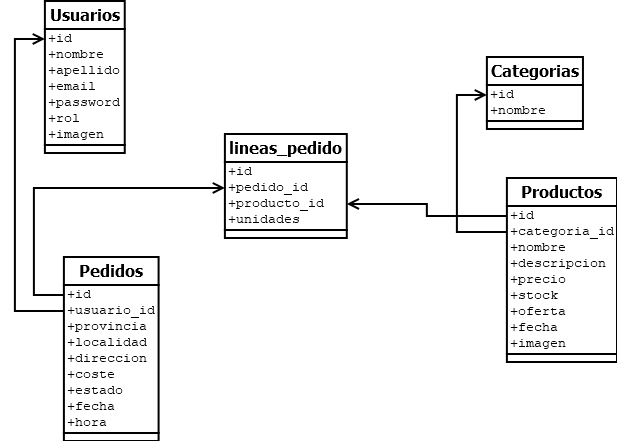 Usuarios
+id
+nombre
+apellido
+email
+password
+rol
+imagen
Categorias
+id
+nombre
lineas_pedido
+id
+pedido_id
+producto_id
+unidades
Productos
+id
+categoria_id
+nombre
+descripcion
+precio
+stock
+oferta
+fecha
+imagen
Pedidos
+id
+usuario_id
+provincia
+localidad
+direccion
+coste
+estado
+fecha
+hora